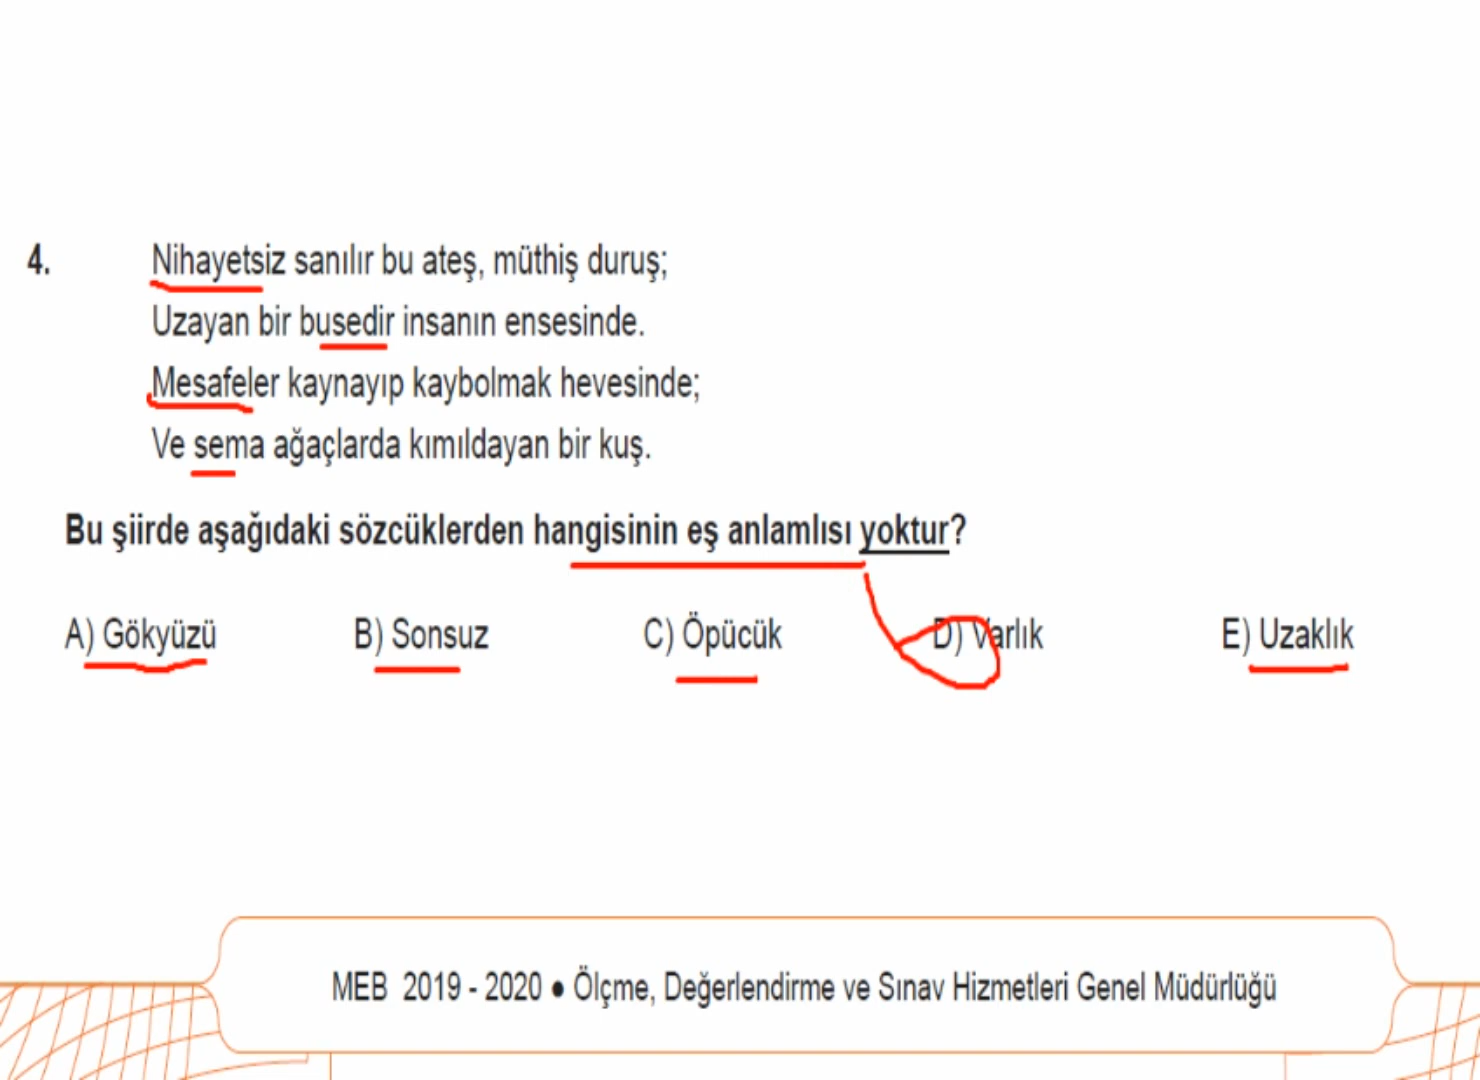 4. Nihayetsiz sanılır bu ateş, müthiş duruş;
Uzayan bir busedir insanın ensesinde.
Mesafeler kaynayıp kaybolmak hevesinde;
Ve sema ağaçlarda kımıldayan bir kuş.
Bu şiirde aşağıdaki sözcüklerden hangisinin eş anlamlısı yoktur?
A) Gökyüzü B) Sonsuz C) Öpücük D) Varlık E) Uzaklık
MEB 2019 - 2020 ● Ölçme, Değerlendirme ve Sınav Hizmetleri Genel Müdürlüğü